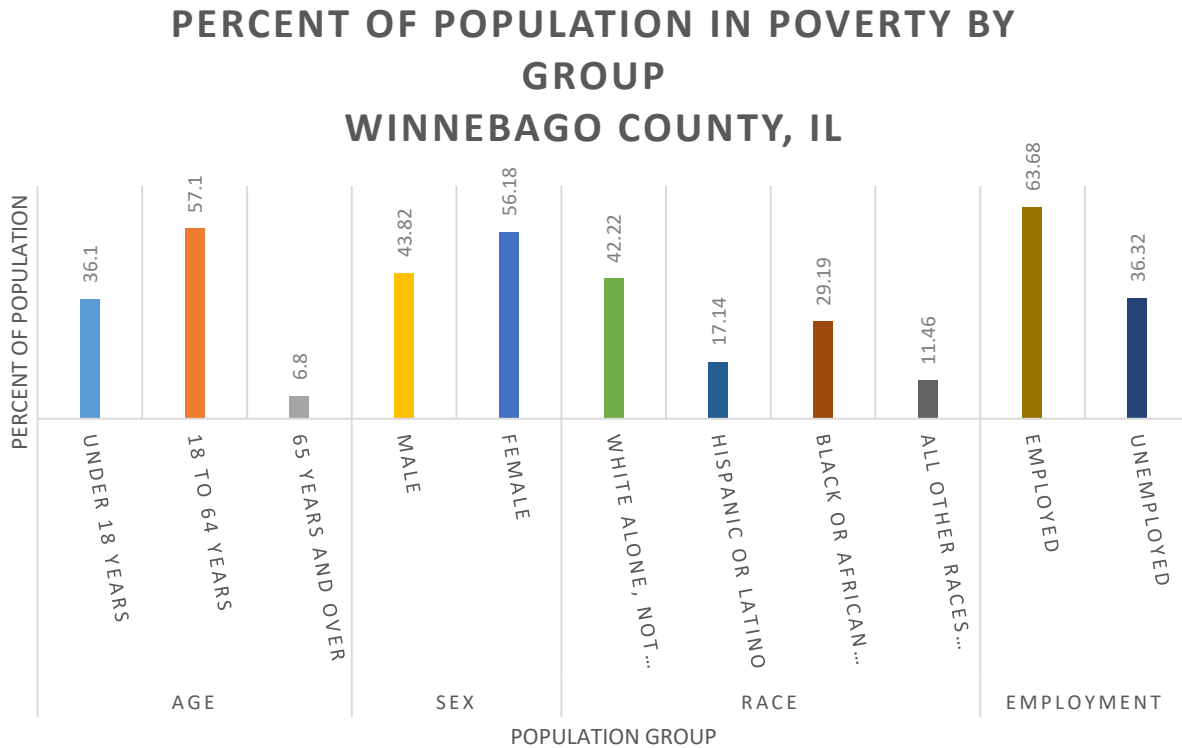 PERCENT OF POPULATION IN POVERTY BY
GROUP
WINNEBAGO COUNTY, IL
PERCENT OF POPULATION
36.1
57.1
6.8
43.82
56.18
42.22
17.14
29.19
11.46
63.68
36.32
UNDER 18 YEARS
18 TO 64 YEARS
65 YEARS AND OVER
MALE
FEMALE
WHITE ALONE, NOT…
HISPANIC OR LATINO
BLACK OR AFRICAN…
ALL OTHER RACES…
EMPLOYED
UNEMPLOYED
AGE
SEX
RACE
EMPLOYMENT
POPULATION GROUP